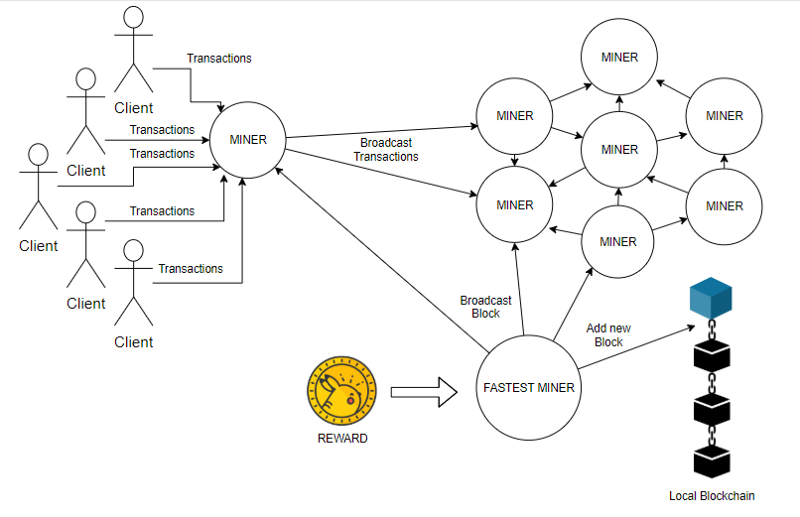 Transactions
Client
MINER
Transactions
Client
Transactions
Client
Transactions
Client
Transactions
Client
Broadcast
Transactions
MINER
MINER
MINER
MINER
MINER
MINER
MINER
Broadcast
Block
Add new
Block
FASTEST MINER
REWARD
Local Blockchain